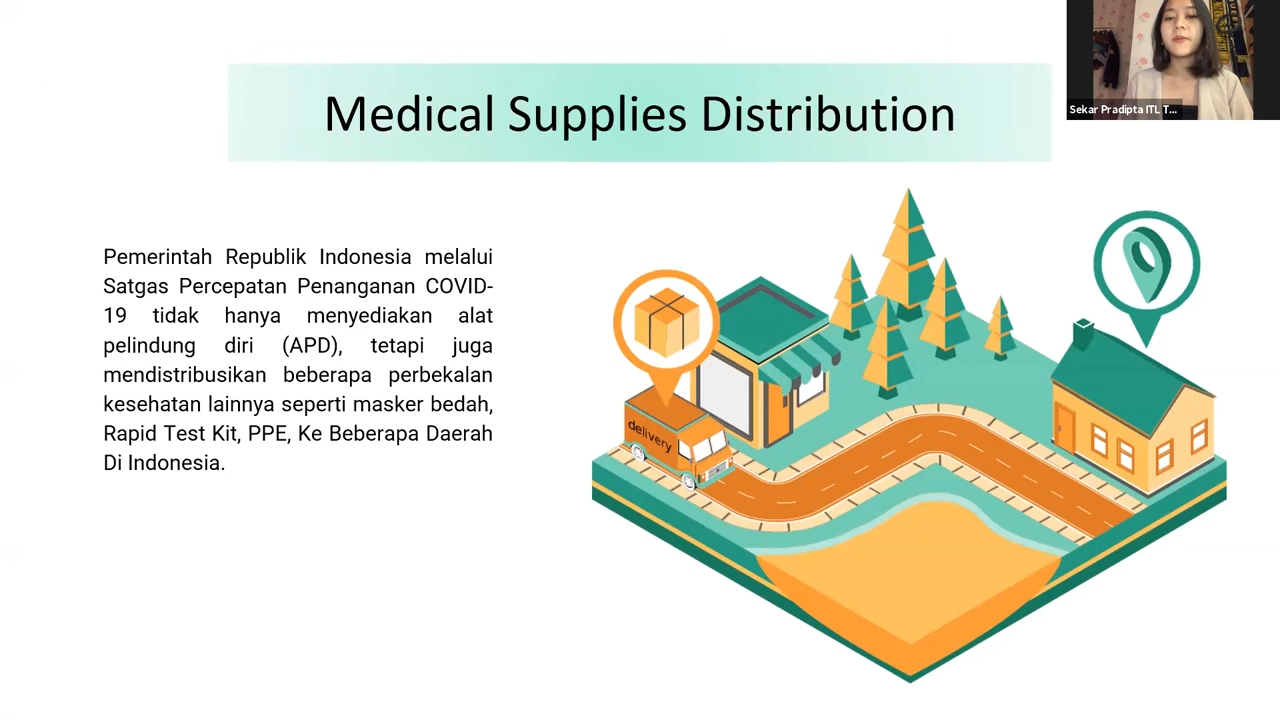 Medical Supplies Distribution
Sekar Pradipta ITL T...
Pemerintah Republik Indonesia melalui
Satgas Percepatan Penanganan COVID-
19 tidak hanya menyediakan alat
pelindung diri (APD), tetapi juga
mendistribusikan beberapa perbekalan
kesehatan lainnya seperti masker bedah,
Rapid Test Kit, PPE, Ke Beberapa Daerah
Di Indonesia.
delivery